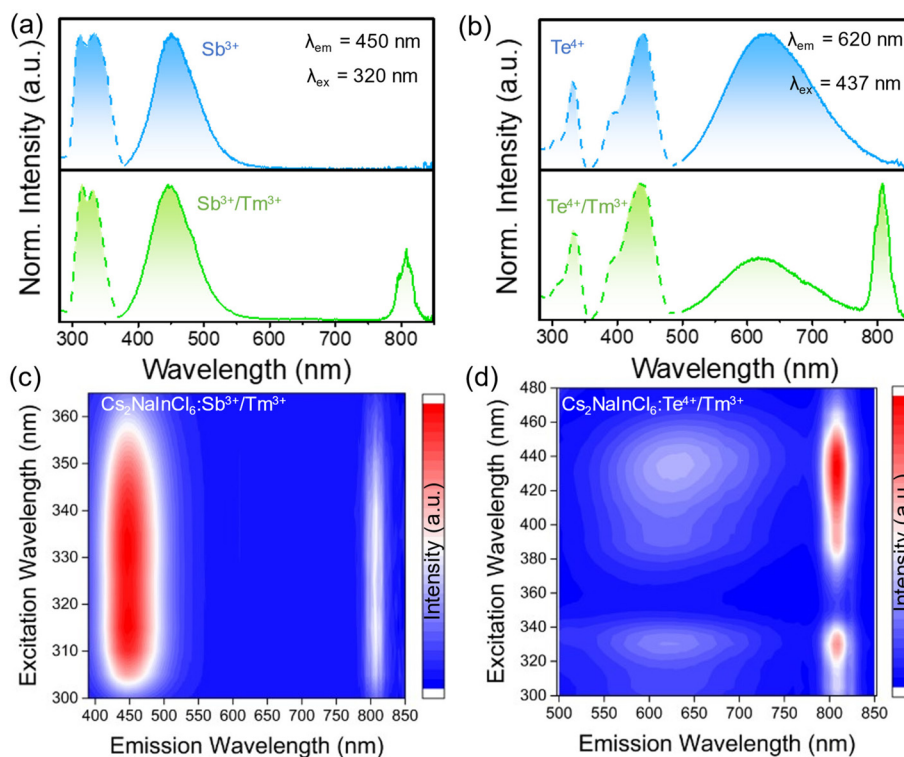 (a)
Norm. Intensity (a.u.)
Sb³⁺
λem = 450 nm
λex = 320 nm
Sb³⁺/Tm³⁺
300 400 500 600 700 800
Wavelength (nm)
(b)
Norm. Intensity (a.u.)
Te⁴⁺
λem = 620 nm
λex = 437 nm
Te⁴⁺/Tm³⁺
300 400 500 600 700 800
Wavelength (nm)
(c)
Cs₂NaInCl₆:Sb³⁺/Tm³⁺
Excitation Wavelength (nm)
360
350
340
330
320
310
300
400 450 500 550 600 650 700 750 800 850
Emission Wavelength (nm)
Intensity (a.u.)
(d)
Cs₂NaInCl₆:Te⁴⁺/Tm³⁺
Excitation Wavelength (nm)
480
460
440
420
400
380
360
340
320
300
500 550 600 650 700 750 800 850
Emission Wavelength (nm)
Intensity (a.u.)